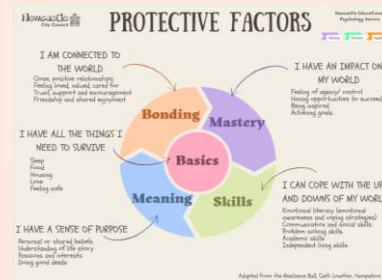 Newcastle
City Council
PROTECTIVE FACTORS
Newcastle Educational
Psychology Service
I AM CONNECTED TO
THE WORLD
Close, positive relationships
Feeling loved, valued, cared for
Trust, support and encouragement
Friendship and shared enjoyment
I HAVE AN IMPACT ON
MY WORLD
Feeling of agency/ control
Having opportunities to succeed
Being inspired
Achieving goals
Bonding
Mastery
Basics
Meaning
Skills
I HAVE ALL THE THINGS I
NEED TO SURVIVE
Sleep
Food
Housing
Love
Feeling safe
I CAN COPE WITH THE UP
AND DOWNS OF MY WORL
Emotional literacy (emotional
awareness and coping strategies)
Communication and social skills
Problem solving skills
Academic skills
Independent living skills
I HAVE A SENSE OF PURPOSE
Personal or shared beliefs
Understanding of life story
Passions and interests
Doing good deeds
Adapted from the Resilience Ball, Cath Lowther, Hampshire